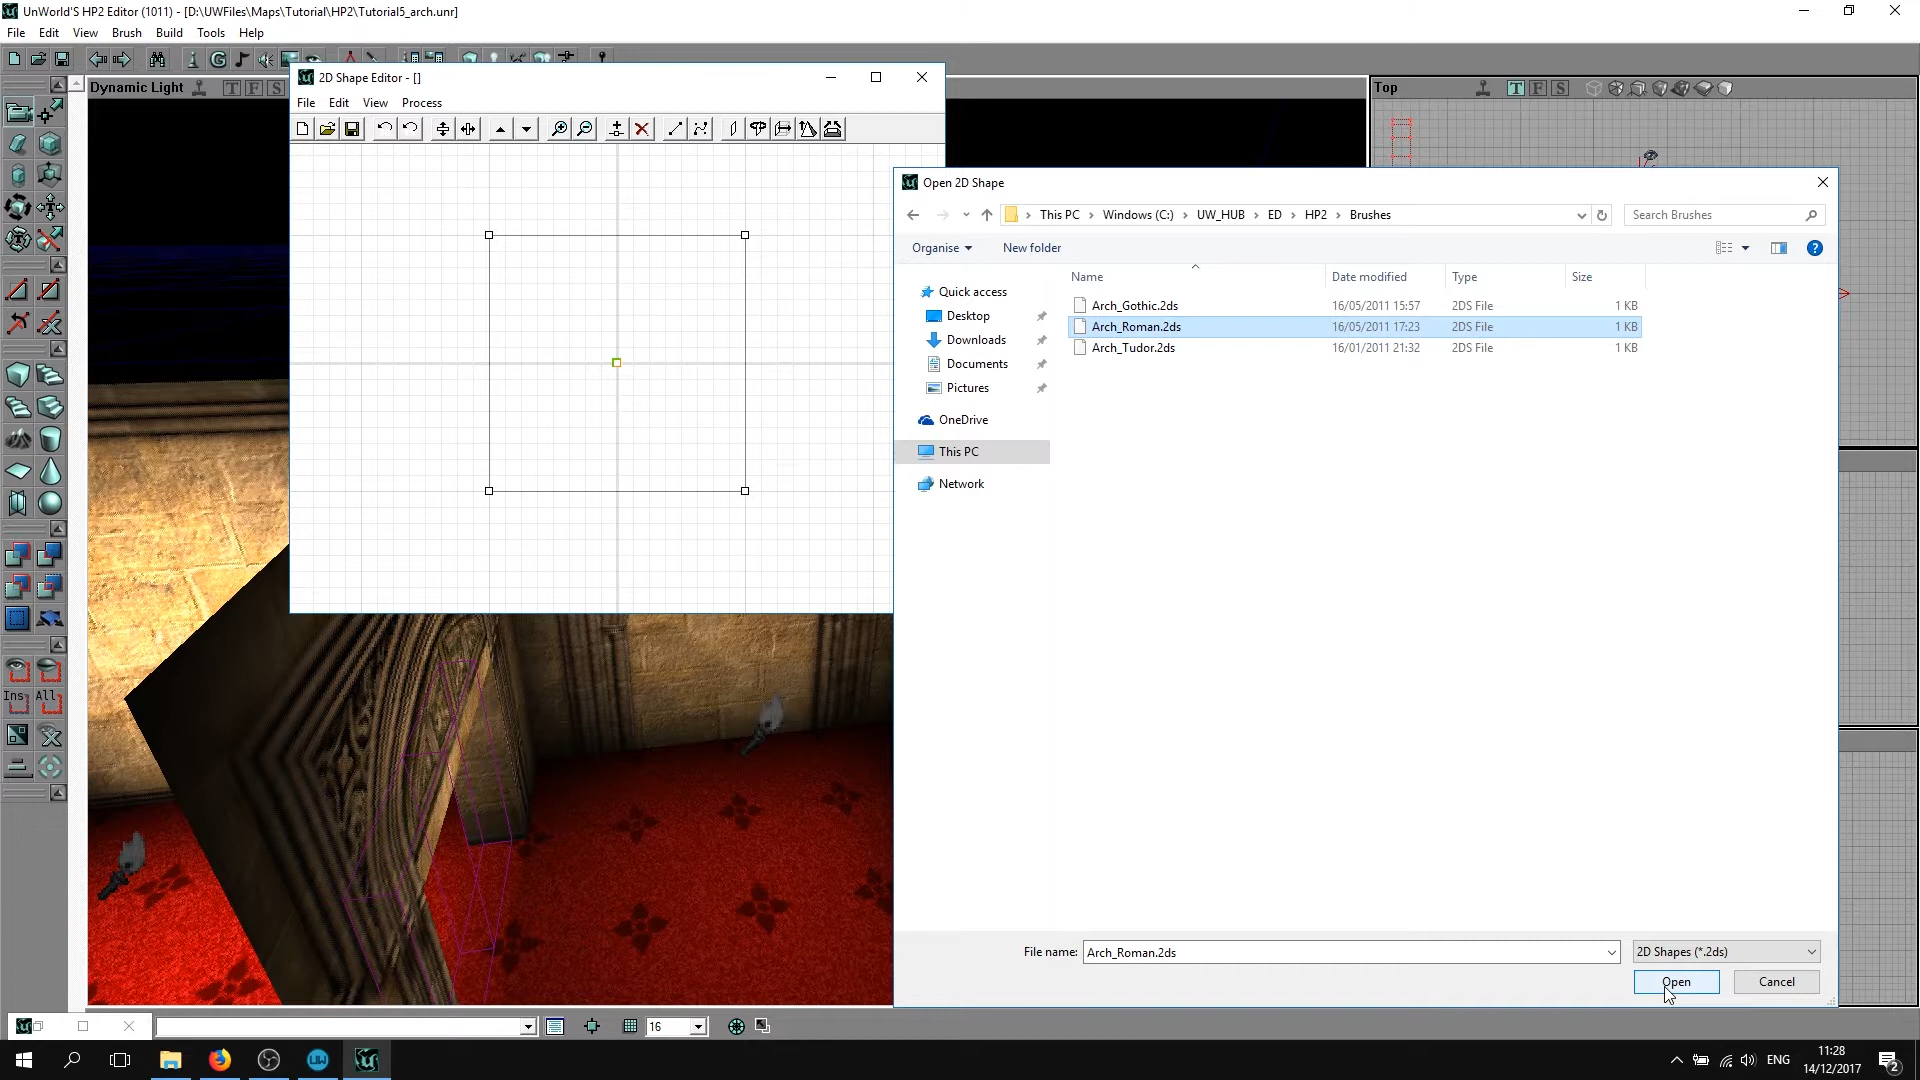 UnWorld'S HP2 Editor (1011) - [D:\UWFiles\Maps\Tutorial\HP2\Tutorial5_arch.unr]
File Edit View Brush Build Tools Help
Dynamic Light T F S
2D Shape Editor - []
File Edit View Process
Top T F S
Open 2D Shape
This PC > Windows (C:) > UW_HUB > ED > HP2 > Brushes
Search Brushes
Organise New folder
Name Date modified Type Size
Quick access
Desktop
Downloads
Documents
Pictures
OneDrive
This PC
Network
Arch_Gothic.2ds 16/05/2011 15:57 2DS File 1 KB
Arch_Roman.2ds 16/05/2011 17:23 2DS File 1 KB
Arch_Tudor.2ds 16/01/2011 21:32 2DS File 1 KB
Ins All
File name: Arch_Roman.2ds 2D Shapes (*.2ds)
Open Cancel
16
ENG
11:28
14/12/2017
2